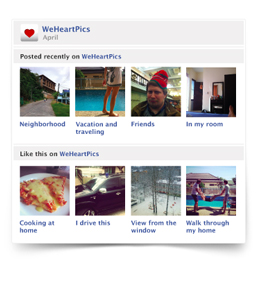 WeHeartPics
April
Posted recently on WeHeartPics
Neighborhood
Vacation and
traveling
Friends
In my room
Like this on WeHeartPics
Cooking at
home
I drive this
View from the
window
Walk through
my home